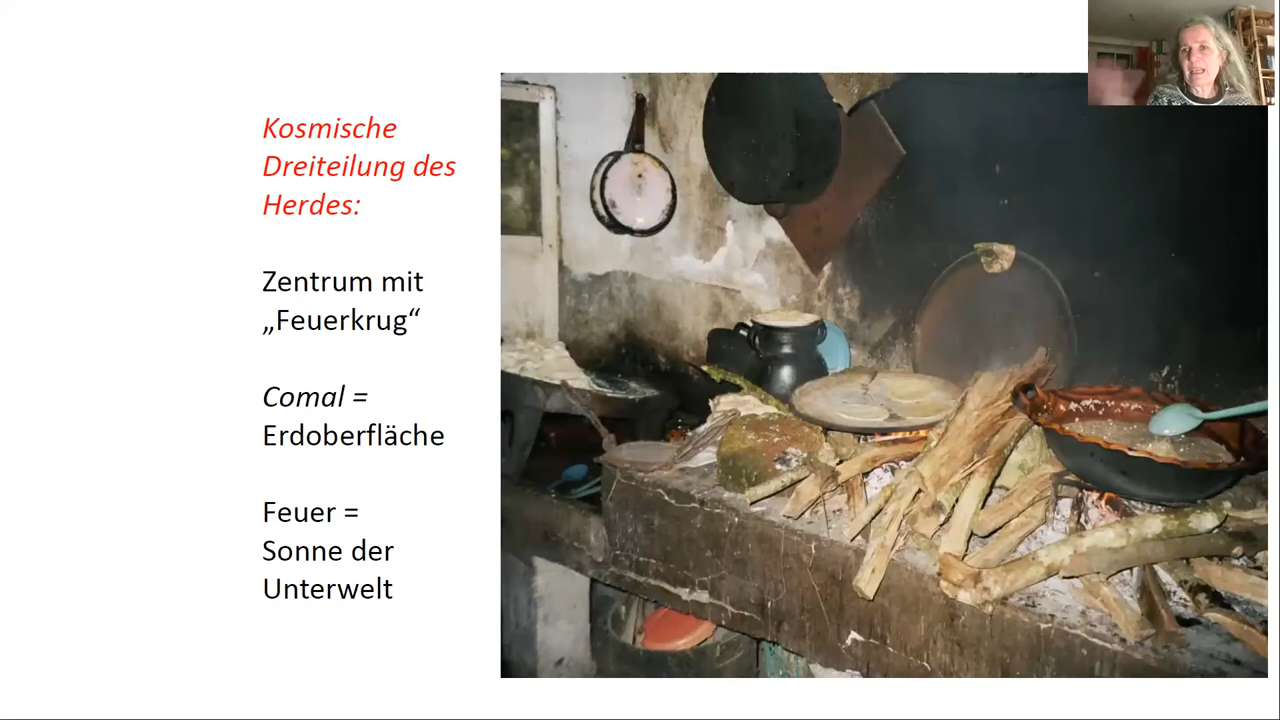 Kosmische
Dreiteilung des
Herdes:
Zentrum mit
„Feuerkrug“
Comal =
Erdoberfläche
Feuer =
Sonne der
Unterwelt